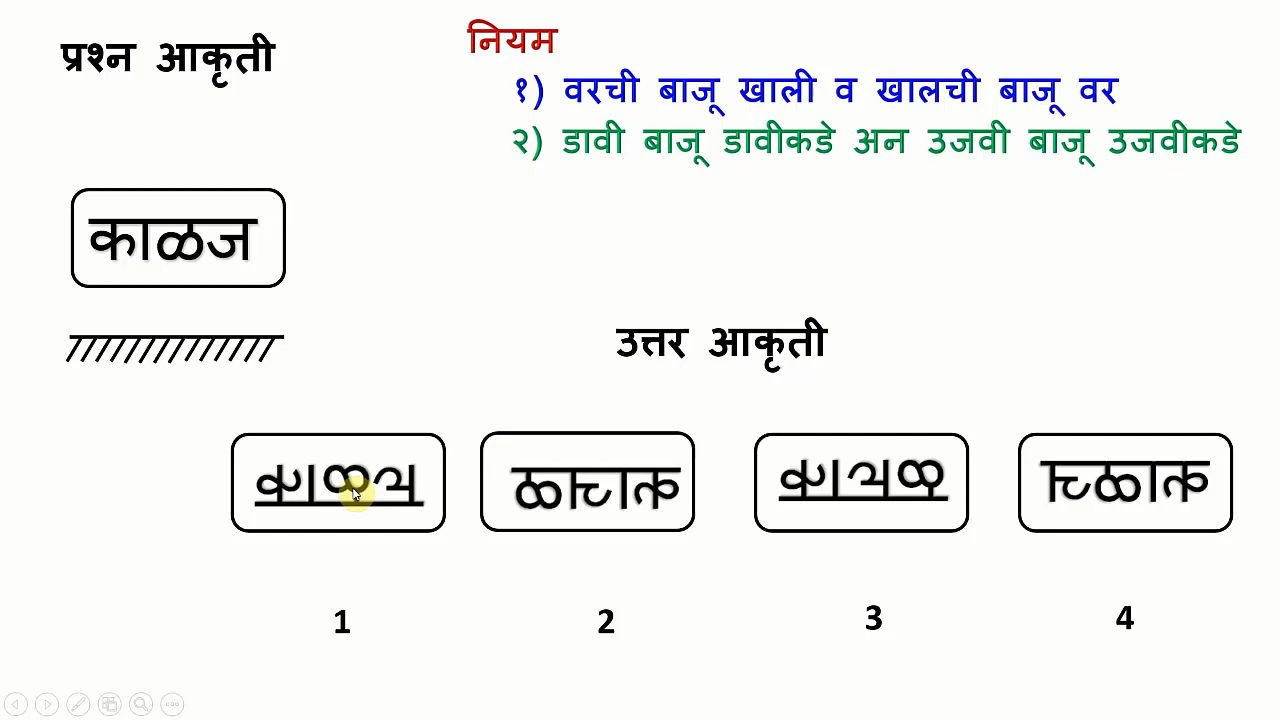 प्रश्न आकृती
नियम
१) वरची बाजू खाली व खालची बाजू वर
२) डावी बाजू डावीकडे अन उजवी बाजू उजवीकडे
काळज
उत्तर आकृती
1
2
3
4